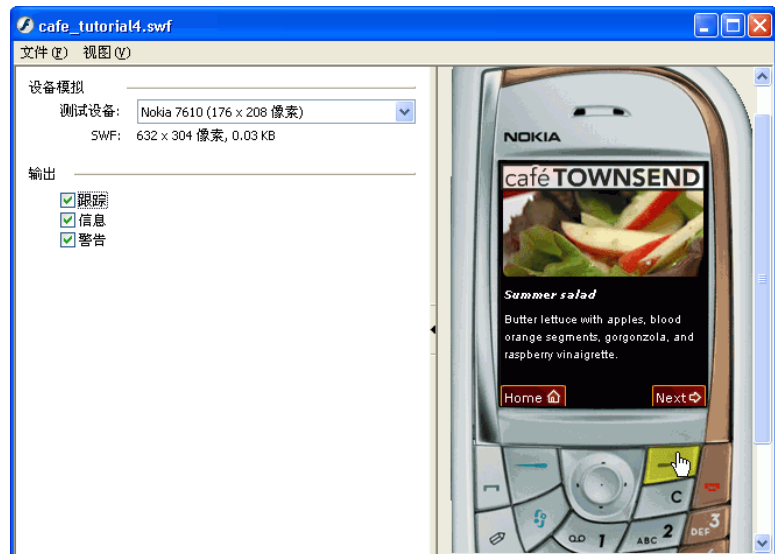 cafe_tutorial4.swf
文件(F) 视图(V)
设备模拟
测试设备: Nokia 7610 (176 x 208 像素)
SWF: 632 x 304 像素, 0.03 KB
输出
跟踪
信息
警告
NOKIA
café TOWNSEND
Summer salad
Butter lettuce with apples, blood
orange segments, gorgonzola, and
raspberry vinaigrette.
Home Next
C
1 ABC 2 DEF 3